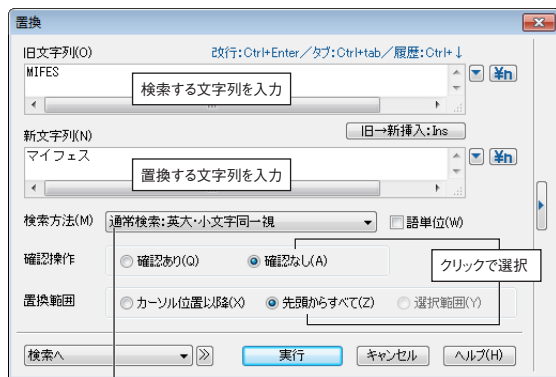 置換
旧文字列(O) 改行:Ctrl+Enter/タブ:Ctrl+tab/履歴:Ctrl+↓
MIFES
¥n
検索する文字列を入力
旧→新挿入:Ins
新文字列(N)
マイフェス
¥n
置換する文字列を入力
検索方法(M) 通常検索:英大・小文字同一視 語単位(W)
確認操作 確認あり(Q) 確認なし(A)
クリックで選択
置換範囲 カーソル位置以降(X) 先頭からすべて(Z) 選択範囲(Y)
検索へ 実行 キャンセル ヘルプ(H)